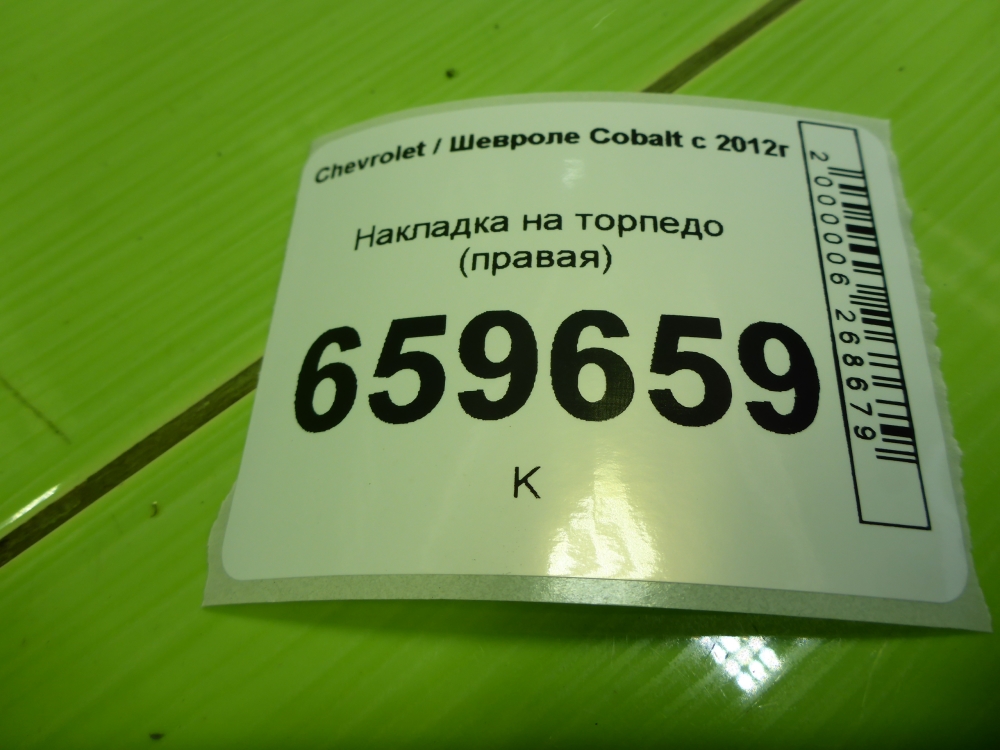 Chevrolet / Шевроле Cobalt с 2012г
Накладка на торпедо
(правая)
659659
К
2000006268679